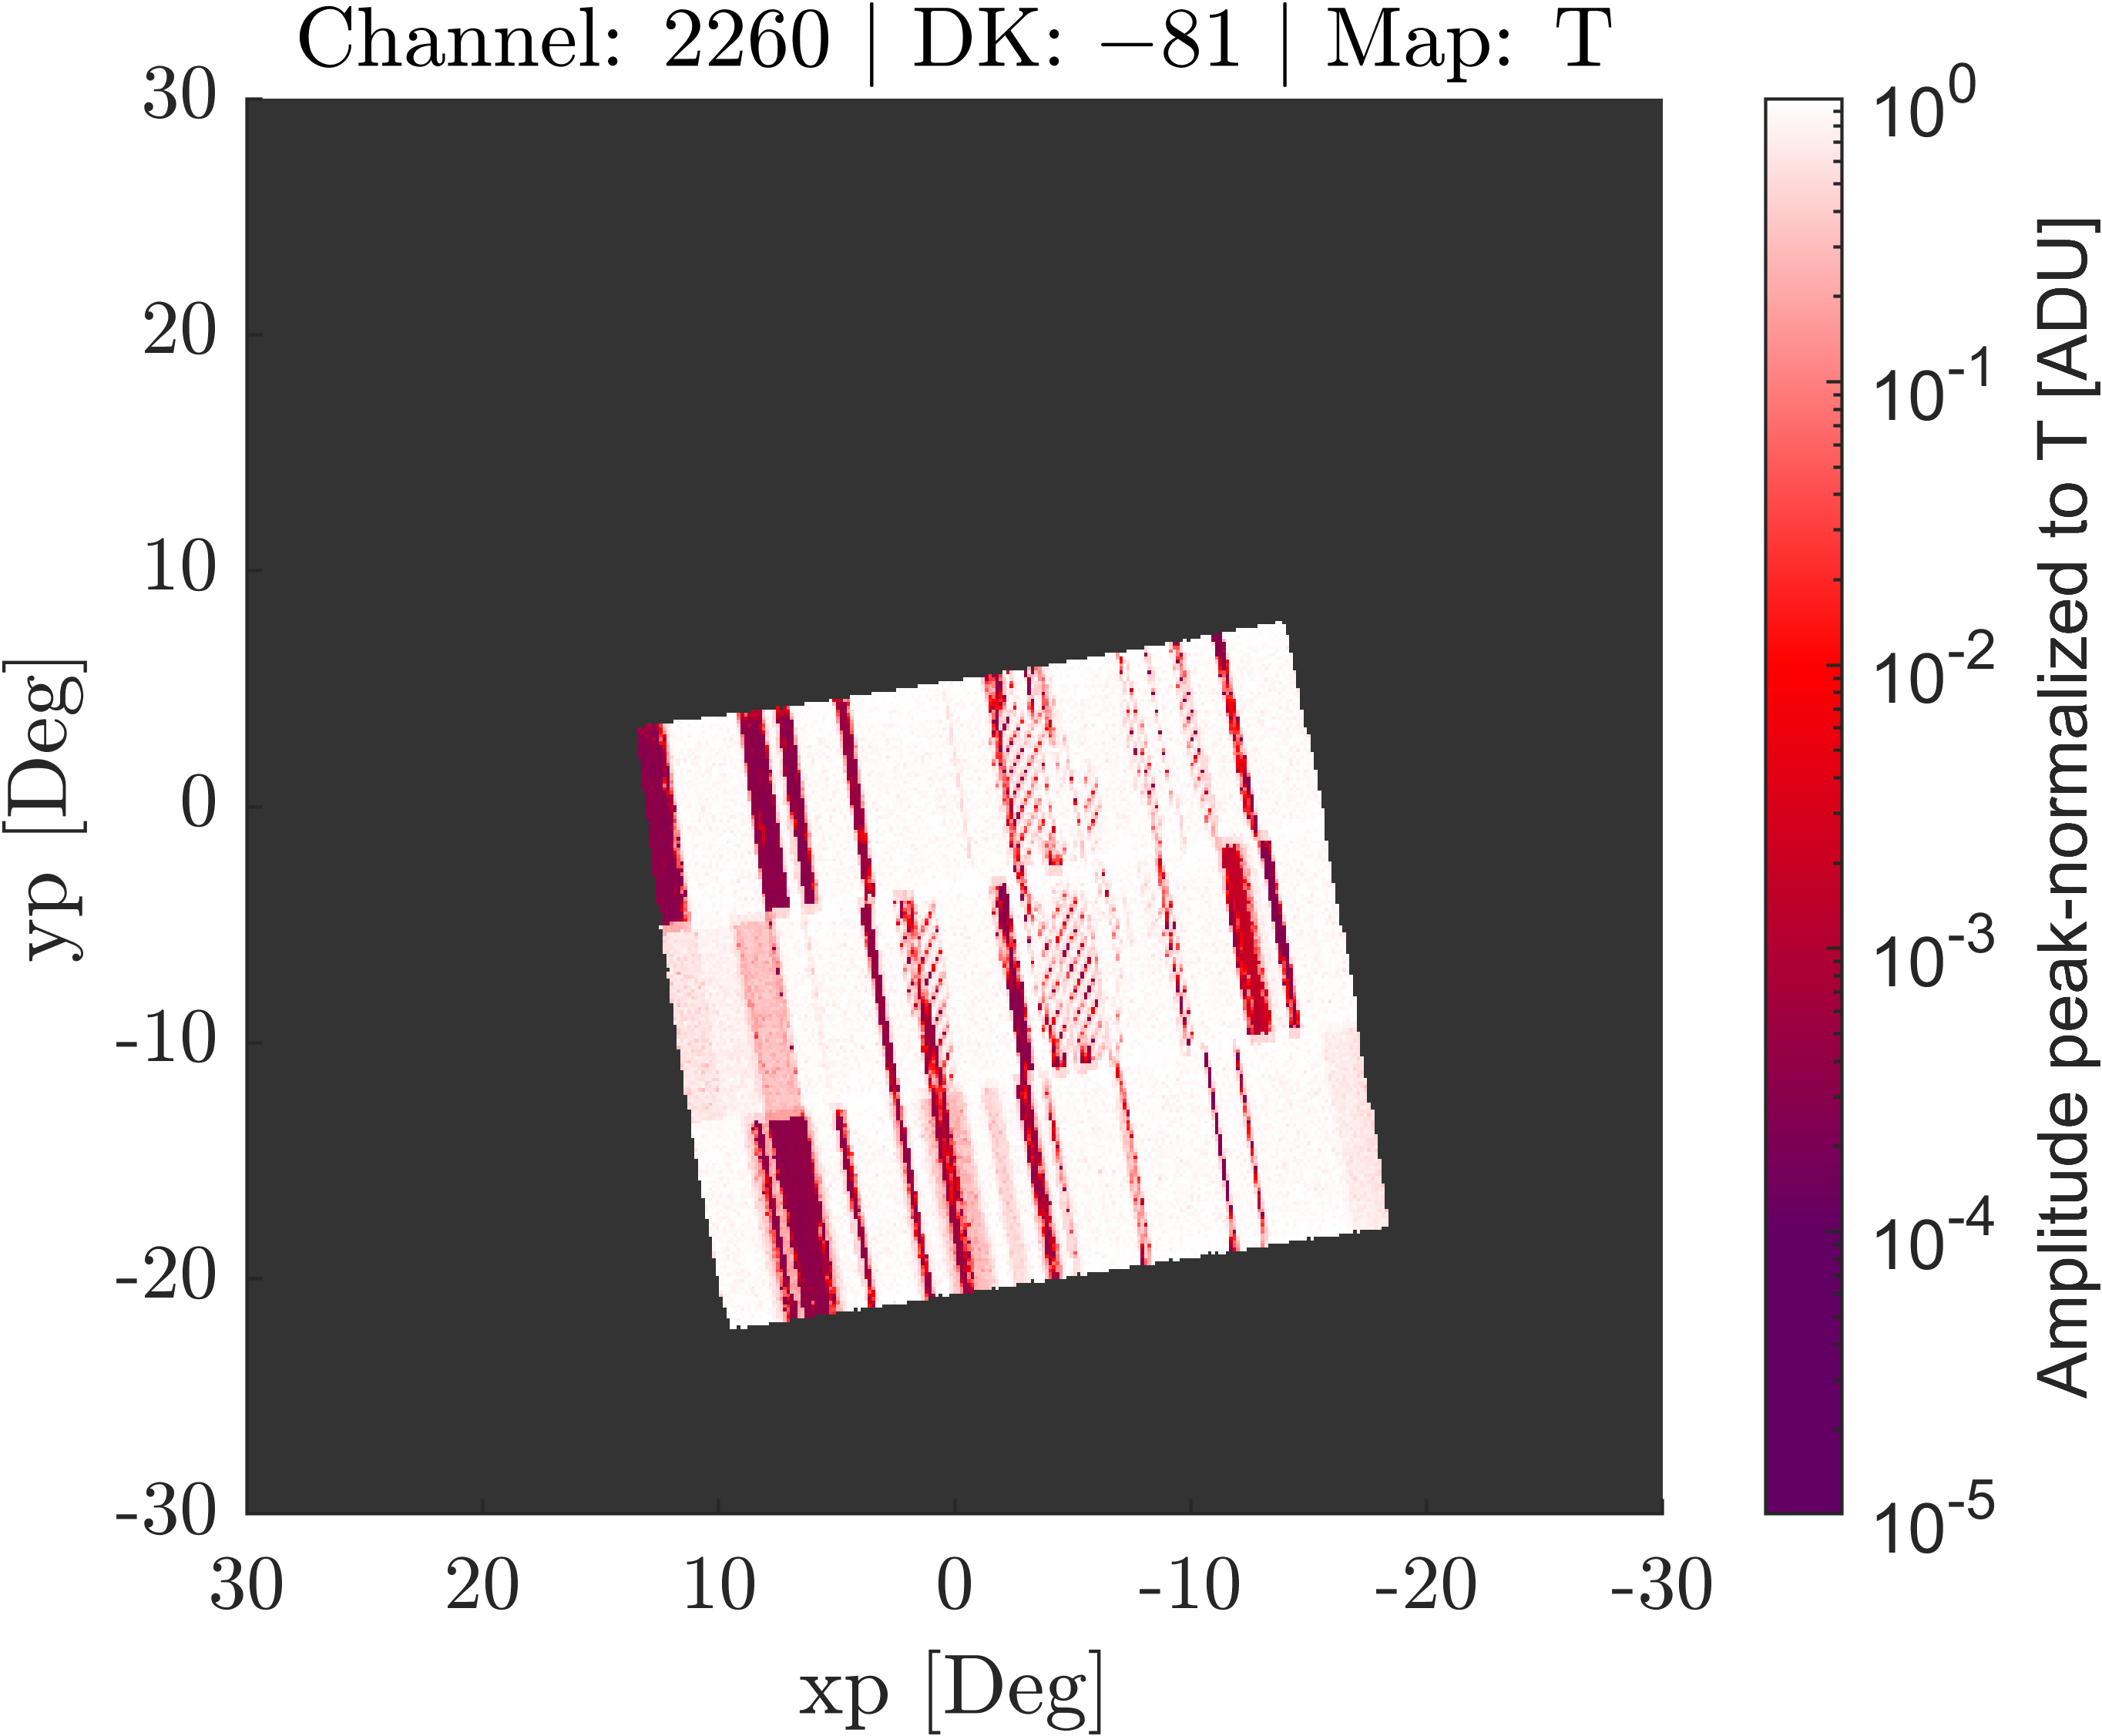 Channel: 2260 | DK: −81 | Map: T
30
20
10
0
-10
-20
-30
yp [Deg]
30 20 10 0 -10 -20 -30
xp [Deg]
10^0
10^-1
10^-2
10^-3
10^-4
10^-5
Amplitude peak-normalized to T [ADU]